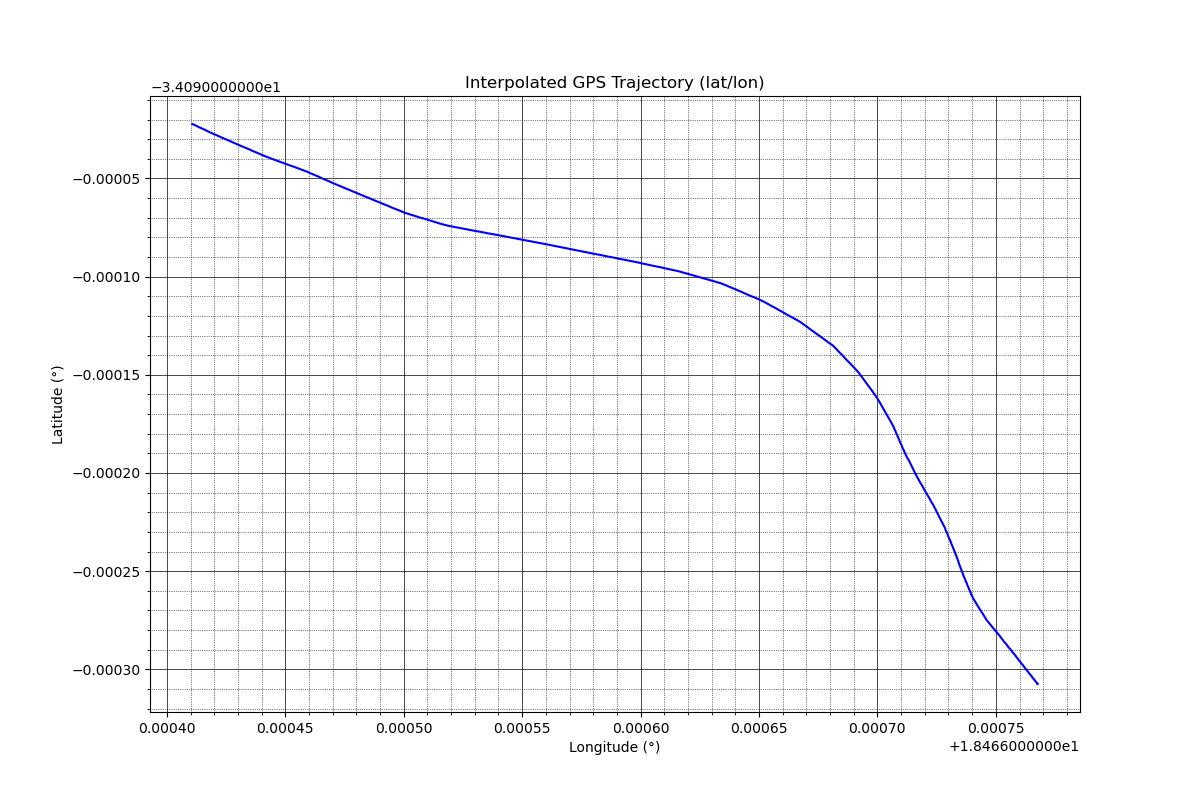 Interpolated GPS Trajectory (lat/lon)
−3.4090000000e1
−0.00005
−0.00010
−0.00015
−0.00020
−0.00025
−0.00030
Latitude (°)
0.00040 0.00045 0.00050 0.00055 0.00060 0.00065 0.00070 0.00075
Longitude (°)
+1.8466000000e1